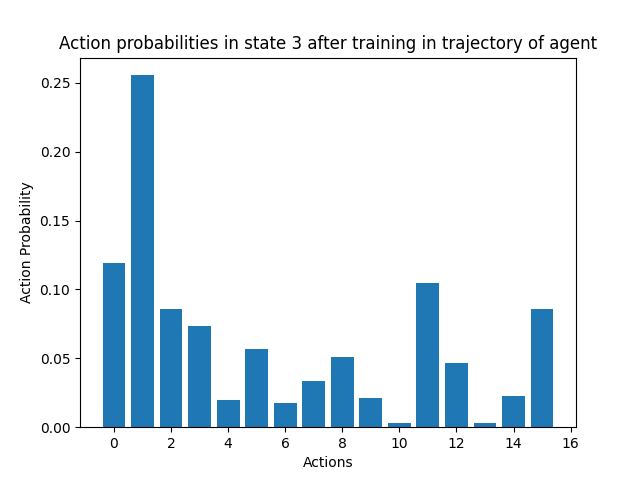 Action probabilities in state 3 after training in trajectory of agent
0.25
0.20
0.15
0.10
0.05
0.00
Action Probability
0 2 4 6 8 10 12 14 16
Actions